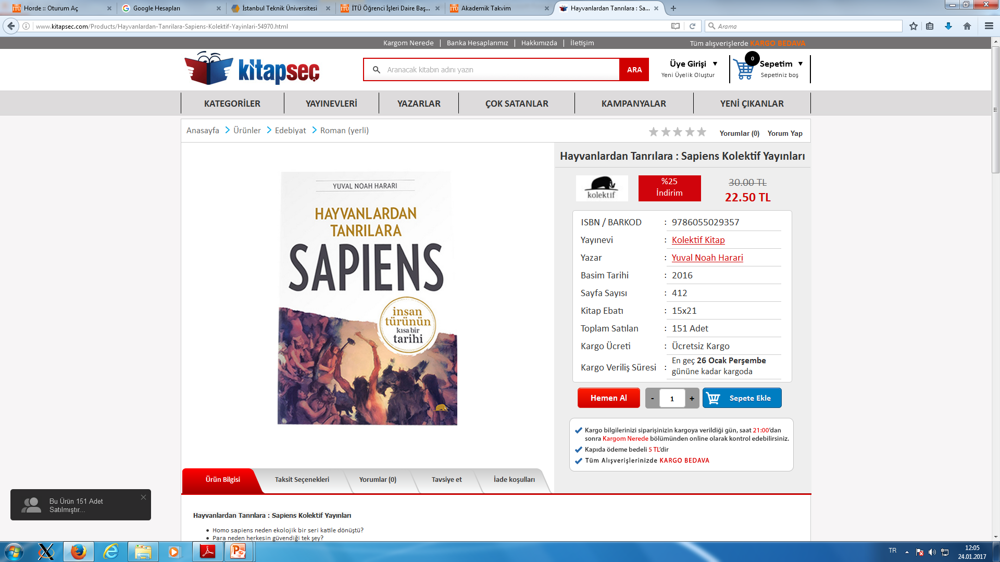 Horde :: Oturum Aç
Google Hesapları
İstanbul Teknik Üniversitesi
İTÜ Öğrenci İşleri Daire Baş...
Akademik Takvim
Hayvanlardan Tanrılara : Sa...
www.kitapsec.com/Products/Hayvanlardan-Tanrilara-Sapiens-Kolektif-Yayinlari-54970.html
Arama
Kargom Nerede | Banka Hesaplarımız | Hakkımızda | İletişim
Tüm alışverişlerde KARGO BEDAVA
kitapseç
Aranacak kitabın adını yazın
ARA
Üye Girişi
Yeni Üyelik Oluştur
0
Sepetim
Sepetiniz boş
KATEGORİLER
YAYINEVLERİ
YAZARLAR
ÇOK SATANLAR
KAMPANYALAR
YENİ ÇIKANLAR
Anasayfa > Ürünler > Edebiyat > Roman (yerli)
Yorumlar (0) Yorum Yap
YUVAL NOAH HARARI
HAYVANLARDAN
TANRILARA
SAPIENS
insan
türünün
kısa bir
tarihi
Hayvanlardan Tanrılara : Sapiens Kolektif Yayınları
kolektif
%25
İndirim
30.00 TL
22.50 TL
ISBN / BARKOD : 9786055029357
Yayınevi : Kolektif Kitap
Yazar : Yuval Noah Harari
Basim Tarihi : 2016
Sayfa Sayısı : 412
Kitap Ebatı : 15x21
Toplam Satılan : 151 Adet
Kargo Ücreti : Ücretsiz Kargo
Kargo Veriliş Süresi : En geç 26 Ocak Perşembe
gününe kadar kargoda
Hemen Al
- 1 +
Sepete Ekle
Kargo bilgilerinizi siparişinizin kargoya verildiği gün, saat 21:00'dan
sonra Kargom Nerede bölümünden online olarak kontrol edebilirsiniz.
Kapıda ödeme bedeli 5 TL'dir
Tüm Alışverişlerinizde KARGO BEDAVA
Ürün Bilgisi
Taksit Seçenekleri
Yorumlar (0)
Tavsiye et
İade koşulları
Bu Ürün 151 Adet
Satılmıştır...
Hayvanlardan Tanrılara : Sapiens Kolektif Yayınları
• Homo sapiens neden ekolojik bir seri katile dönüştü?
• Para neden herkesin güvendiği tek şey?
TR
12:05
24.01.2017